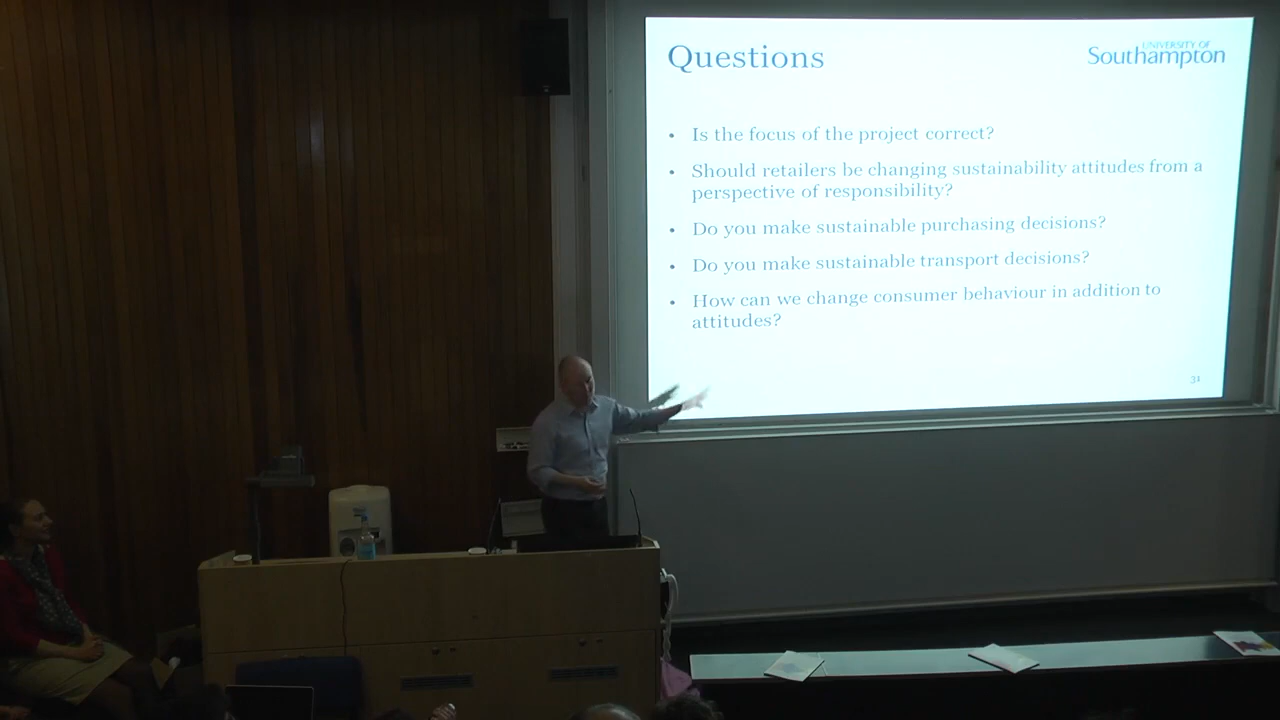 Questions
UNIVERSITY OF
Southampton
• Is the focus of the project correct?
• Should retailers be changing sustainability attitudes from a
perspective of responsibility?
• Do you make sustainable purchasing decisions?
• Do you make sustainable transport decisions?
• How can we change consumer behaviour in addition to
attitudes?
31